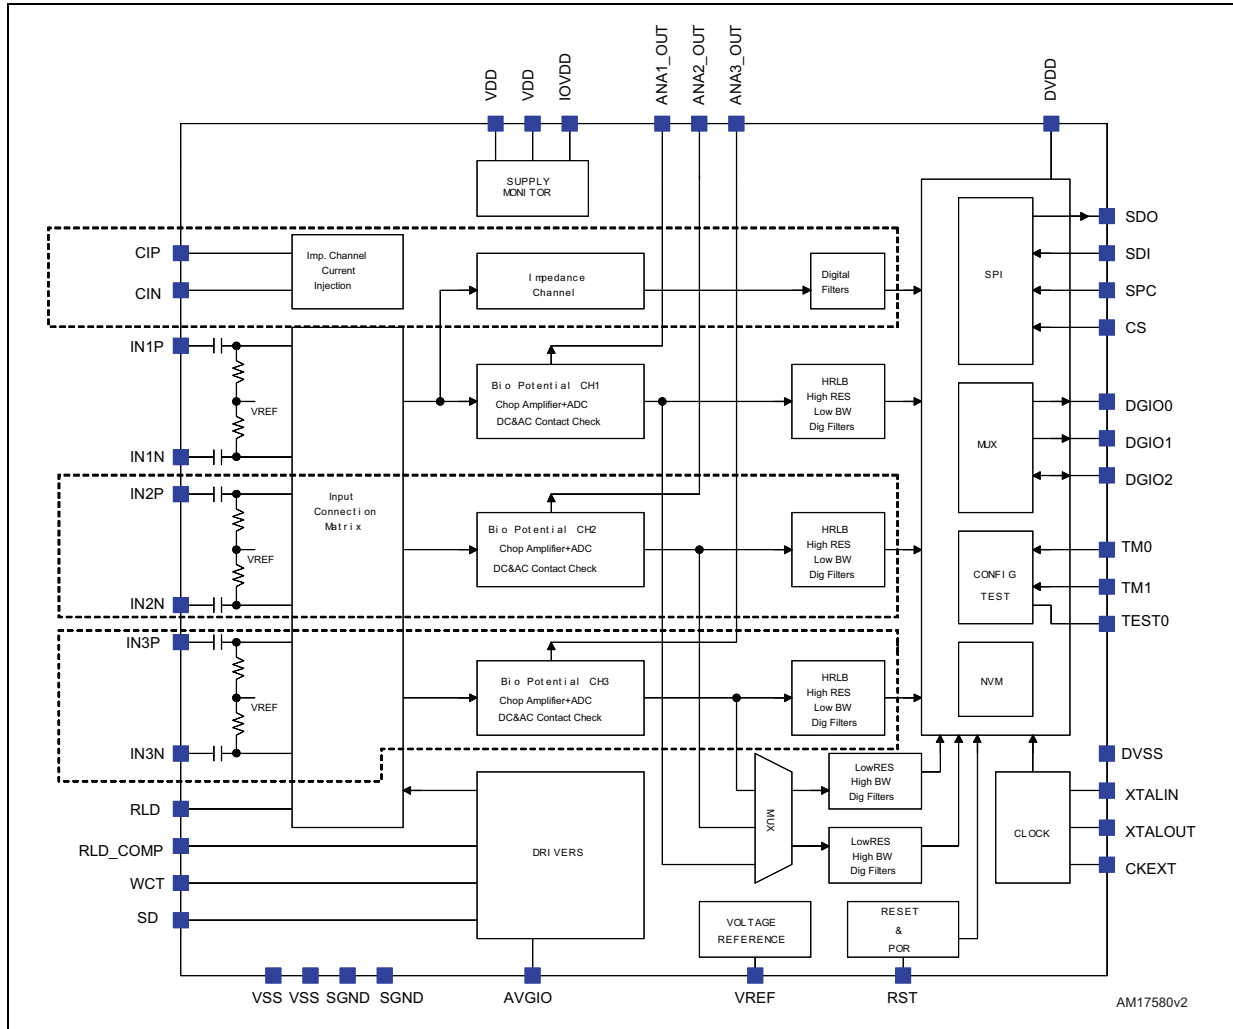 VDD
VDD
IOVDD
ANA1_OUT
ANA2_OUT
ANA3_OUT
DVDD
SUPPLY
MONITOR
CIP
CIN
Imp. Channel
Current
Injection
Impedance
Channel
Digital
Filters
SPI
SDO
SDI
SPC
CS
IN1P
VREF
IN1N
Bio Potential CH1
Chop Amplifier+ADC
DC&AC Contact Check
HRLB
High RES
Low BW
Dig Filters
MUX
DGIO0
DGIO1
DGIO2
IN2P
VREF
IN2N
Input
Connection
Matrix
Bio Potential CH2
Chop Amplifier+ADC
DC&AC Contact Check
HRLB
High RES
Low BW
Dig Filters
CONFIG
TEST
TM0
TM1
TEST0
IN3P
VREF
IN3N
Bio Potential CH3
Chop Amplifier+ADC
DC&AC Contact Check
HRLB
High RES
Low BW
Dig Filters
NVM
DVSS
RLD
RLD_COMP
WCT
SD
DRIVERS
MUX
LowRES
High BW
Dig Filters
LowRES
High BW
Dig Filters
CLOCK
XTALIN
XTALOUT
CKEXT
VOLTAGE
REFERENCE
RESET
&
POR
VSS
VSS
SGND
SGND
AVGIO
VREF
RST
AM17580v2